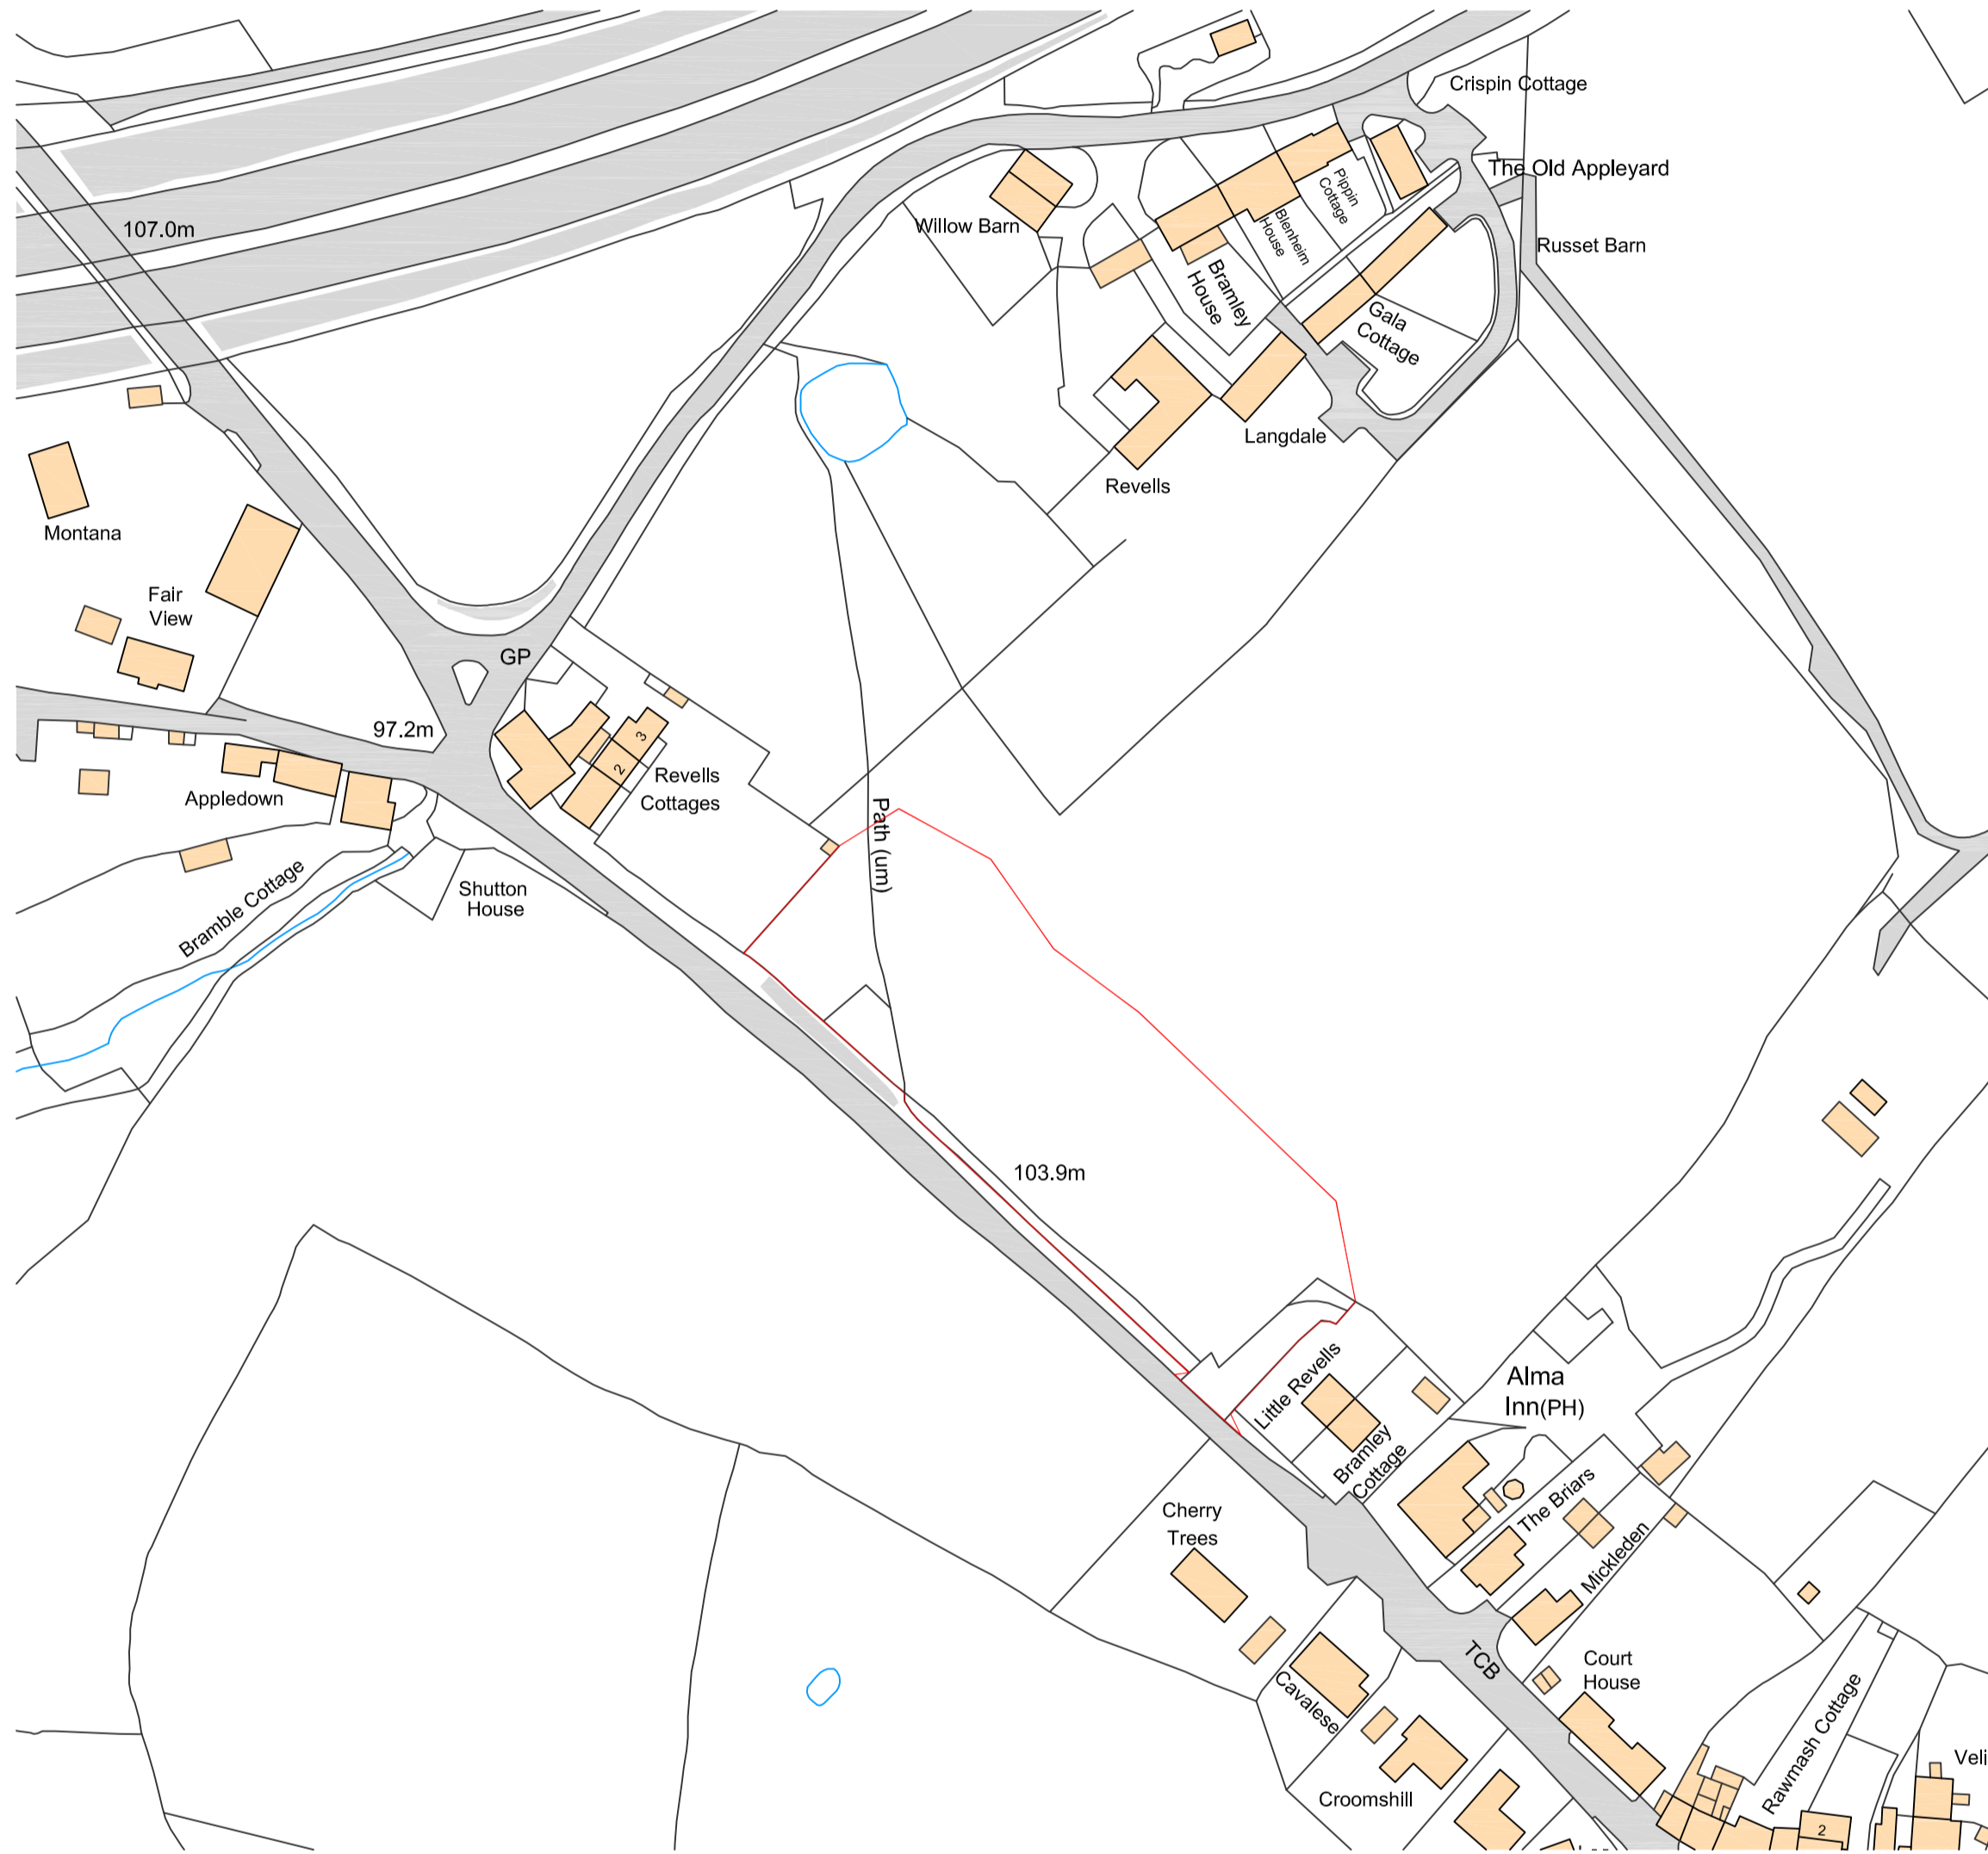 Crispin Cottage
The Old Appleyard
107.0m
Willow Barn
Pippin
Cottage
Blenheim
House
Russet Barn
Bramley
House
Gala
Cottage
Langdale
Revells
Montana
Fair
View
GP
97.2m
3
2
Revells
Cottages
Appledown
Path (um)
Bramble Cottage
Shutton
House
103.9m
Little Revells
Alma
Inn(PH)
Bramley
Cottage
The Briars
Cherry
Trees
Mickleden
TCB
Court
House
Cavalese
Rawmash Cottage
Veli
Croomshill
2